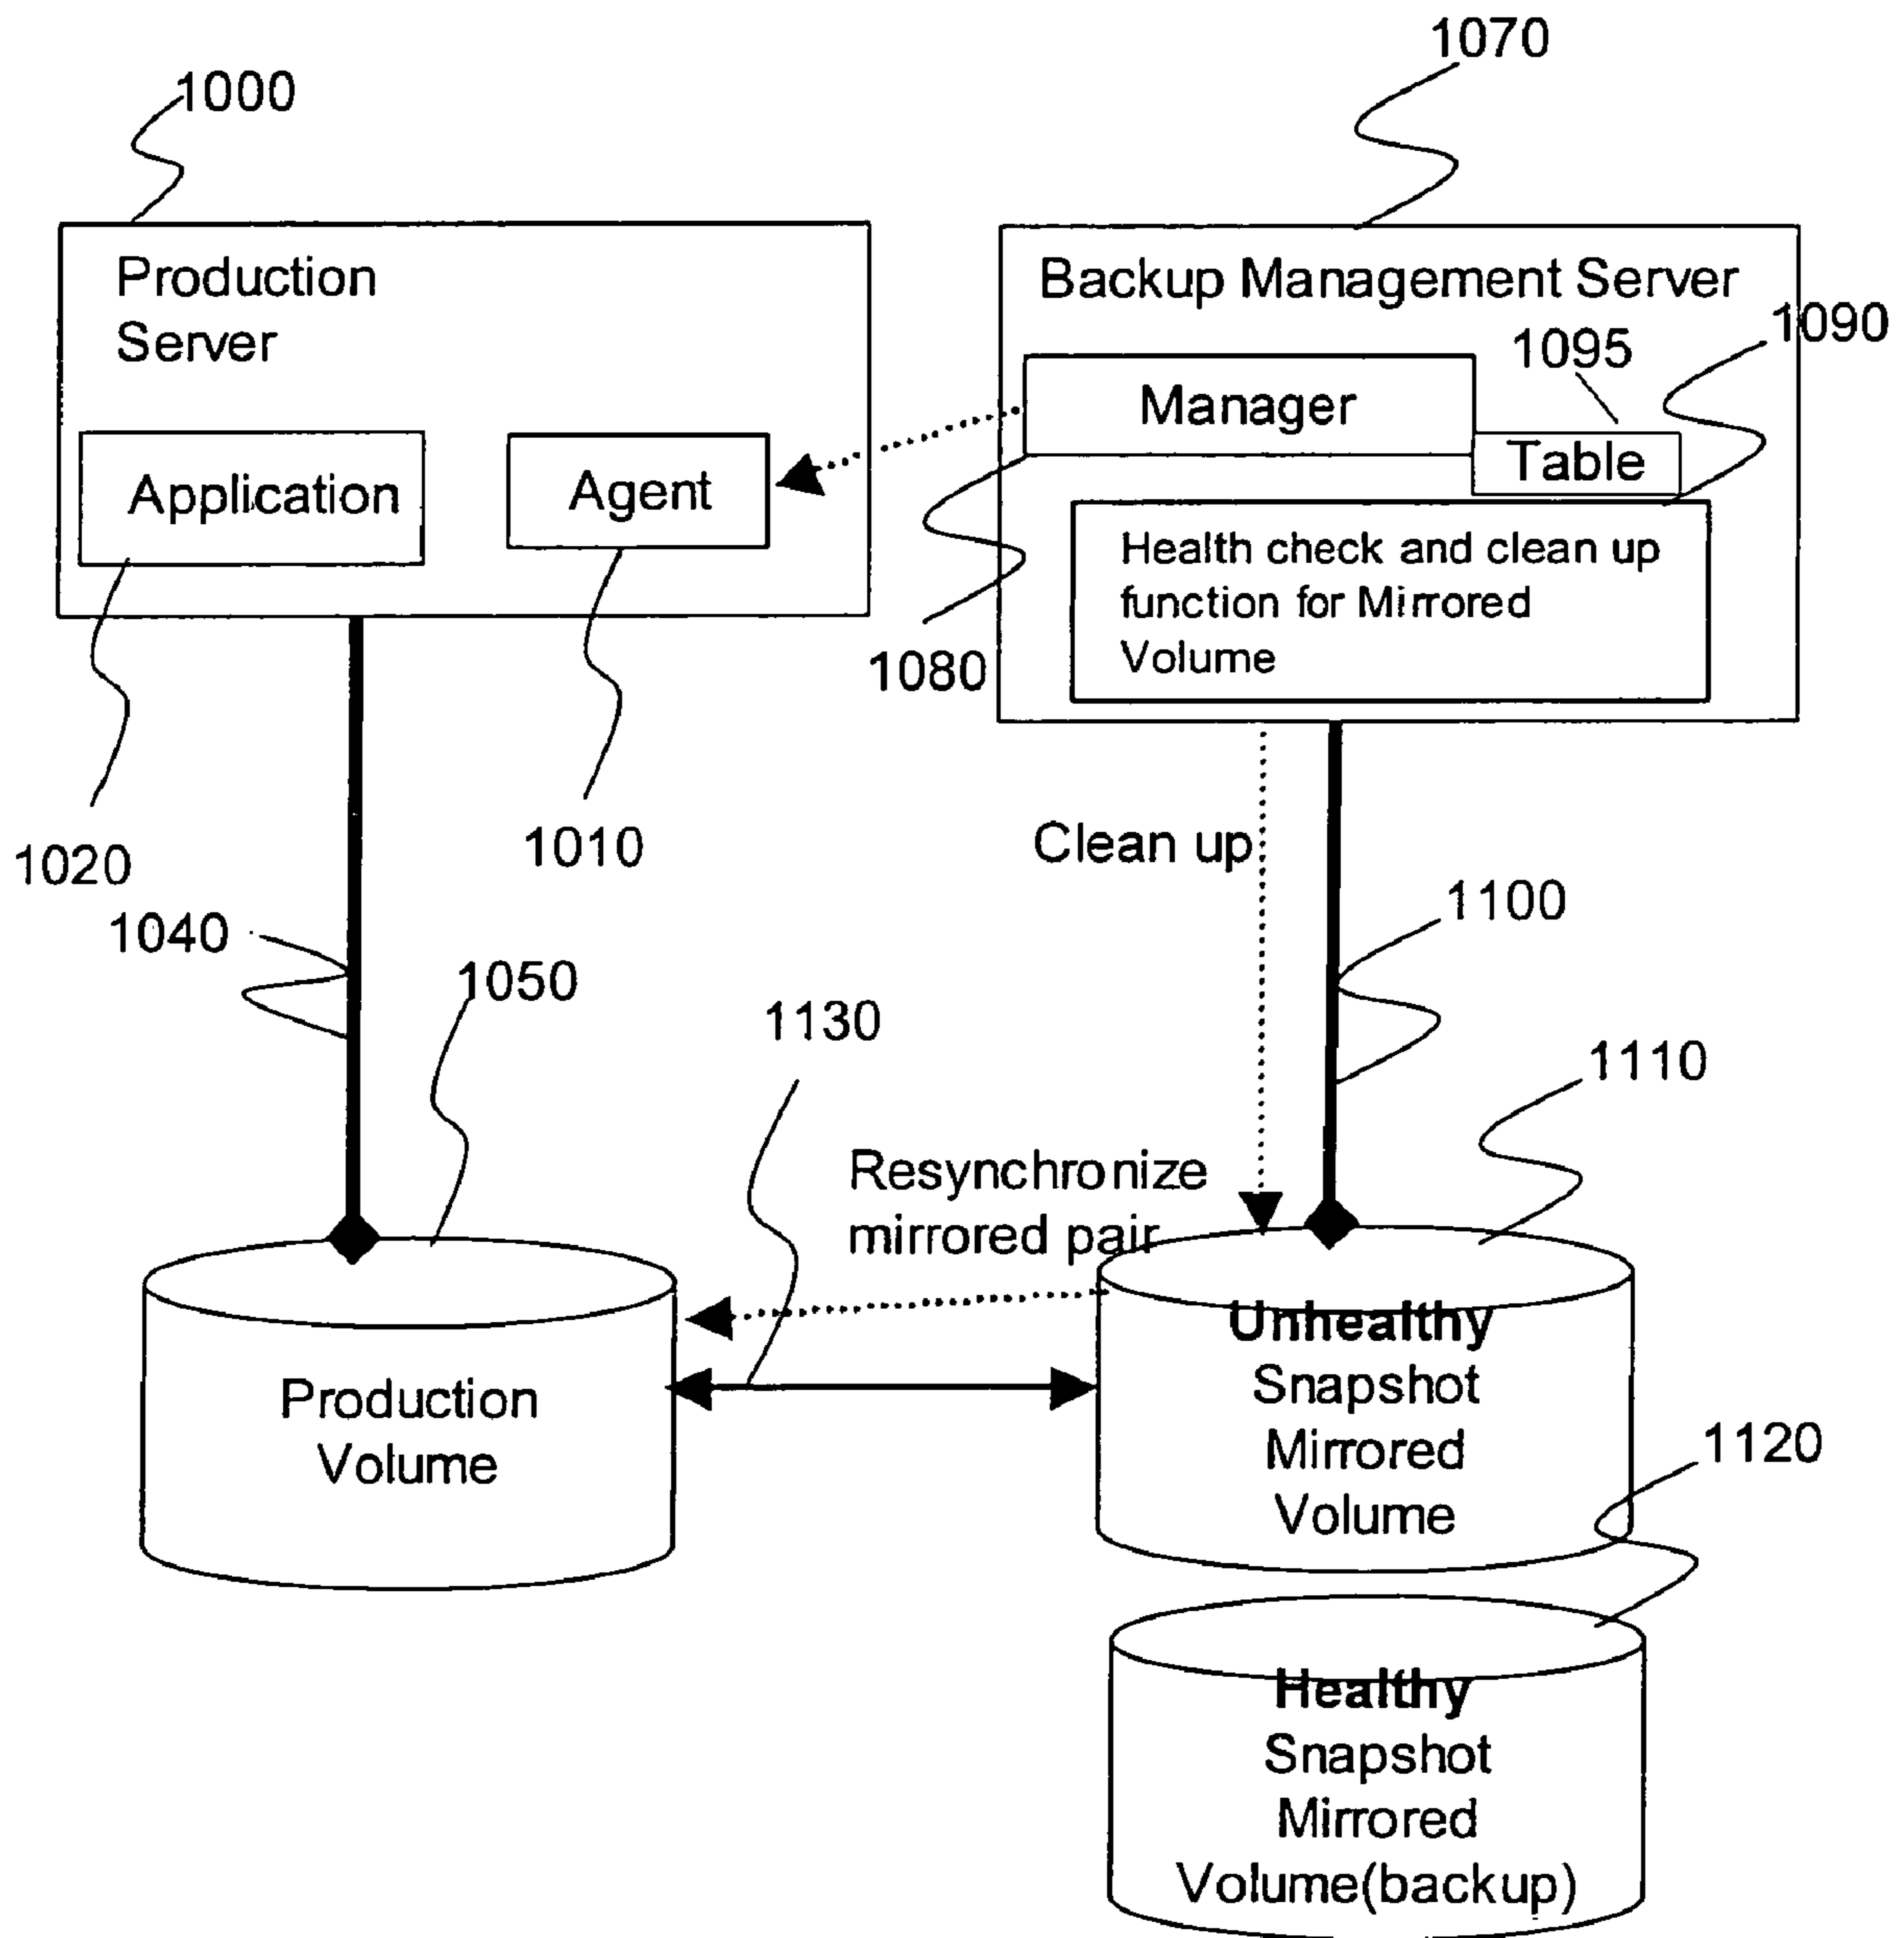 1070
1000
Production
Server
Backup Management Server
1090
1095
Manager
Table
Application
Agent
Health check and clean up
function for Mirrored
Volume
1080
1020
1010
Clean up
1100
1040
1050
1130
1110
Resynchronize
mirrored pair
Unhealthy
Snapshot
Mirrored
Volume
Production
Volume
1120
Healthy
Snapshot
Mirrored
Volume(backup)